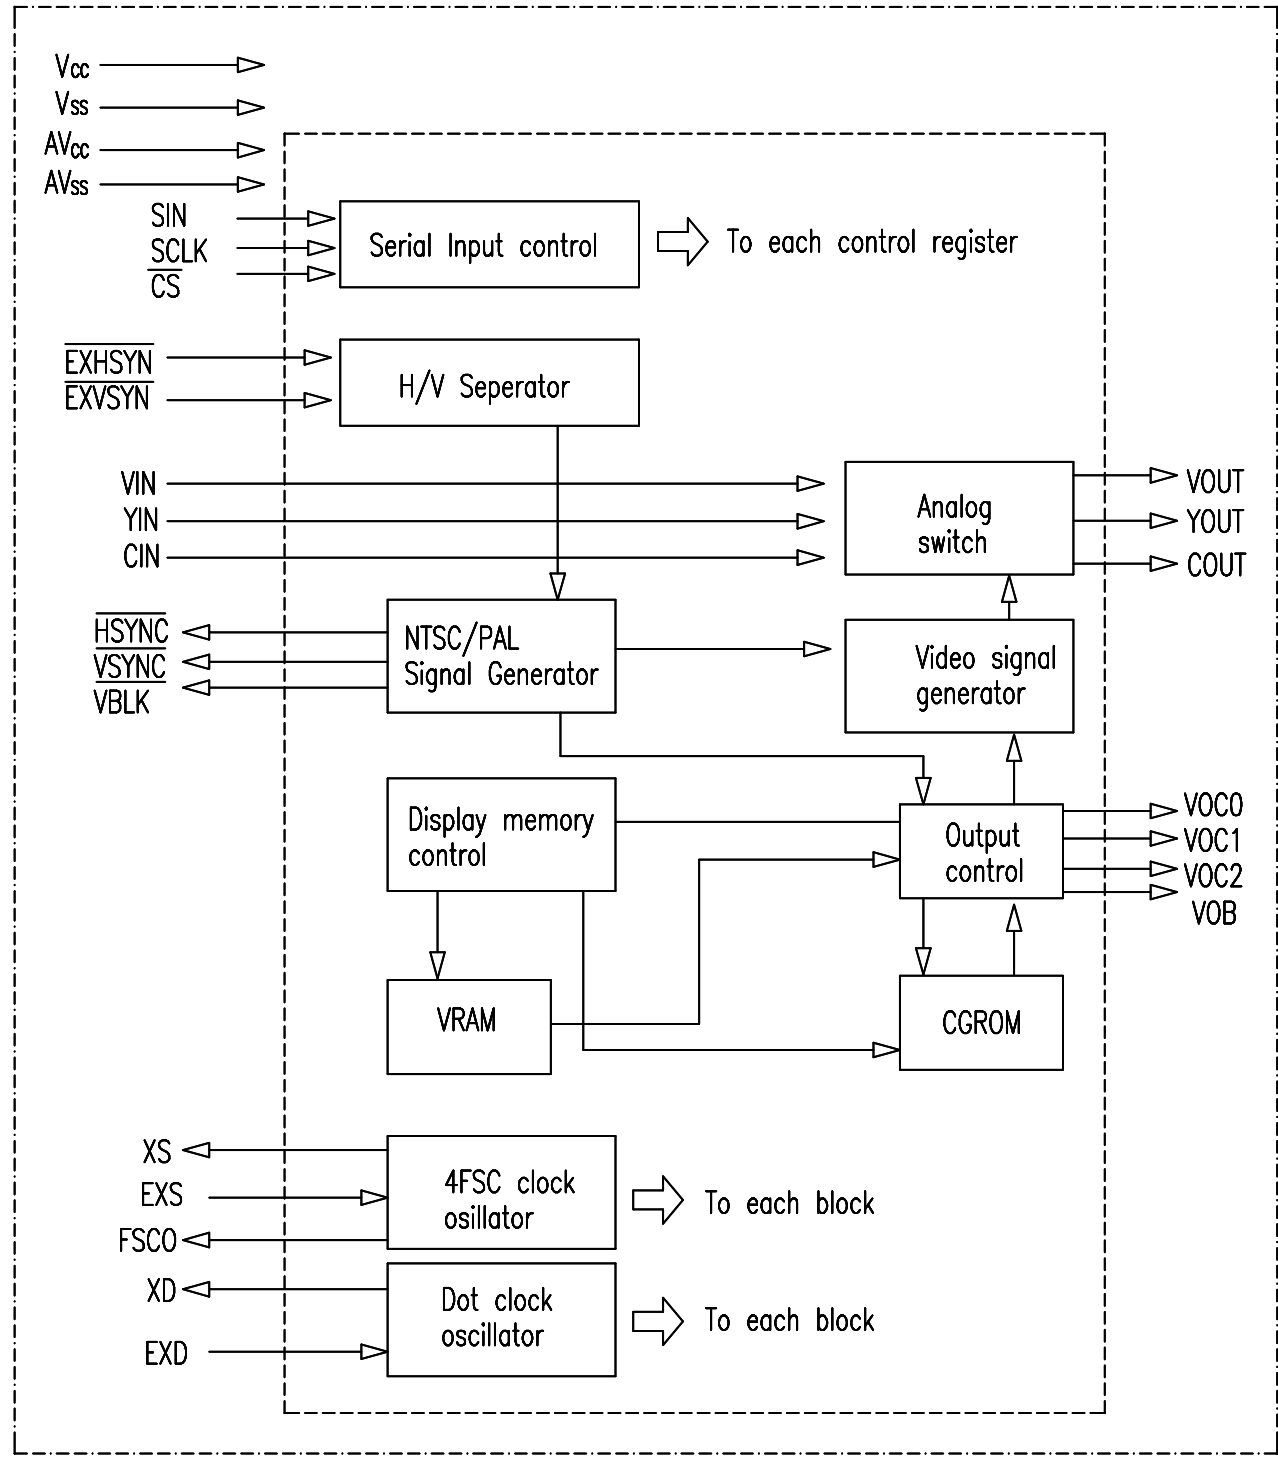 Vcc
Vss
AVcc
AVss
SIN
SCLK
CS
Serial Input control
To each control register
EXHSYN
EXVSYN
H/V Seperator
VIN
YIN
CIN
Analog
switch
VOUT
YOUT
COUT
HSYNC
VSYNC
VBLK
NTSC/PAL
Signal Generator
Video signal
generator
Display memory
control
Output
control
VOC0
VOC1
VOC2
VOB
VRAM
CGROM
XS
EXS
FSCO
4FSC clock
osillator
To each block
XD
EXD
Dot clock
oscillator
To each block